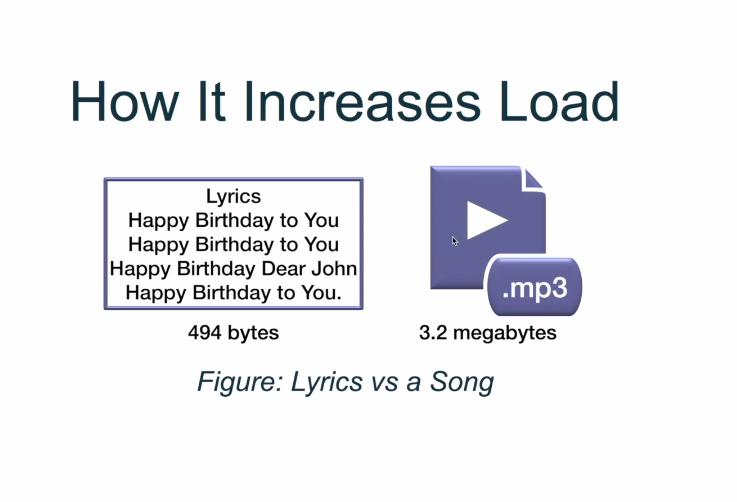 How It Increases Load
Lyrics
Happy Birthday to You
Happy Birthday to You
Happy Birthday Dear John
Happy Birthday to You.
494 bytes
.mp3
3.2 megabytes
Figure: Lyrics vs a Song